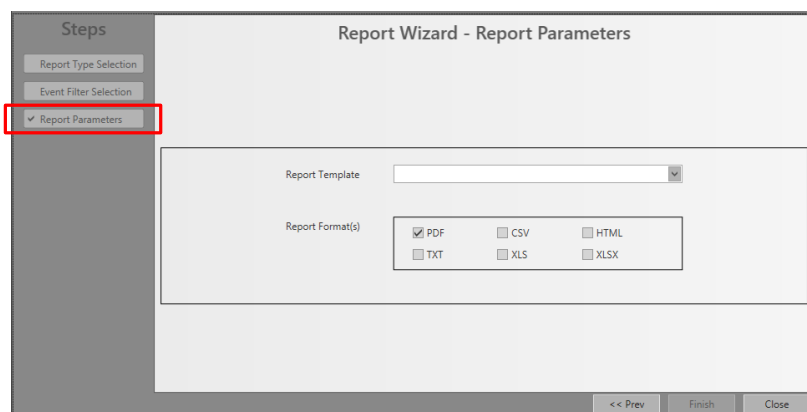 Steps
Report Type Selection
Event Filter Selection
Report Parameters
Report Wizard - Report Parameters
Report Template
Report Format(s)
PDF CSV HTML
TXT XLS XLSX
<< Prev Finish Close